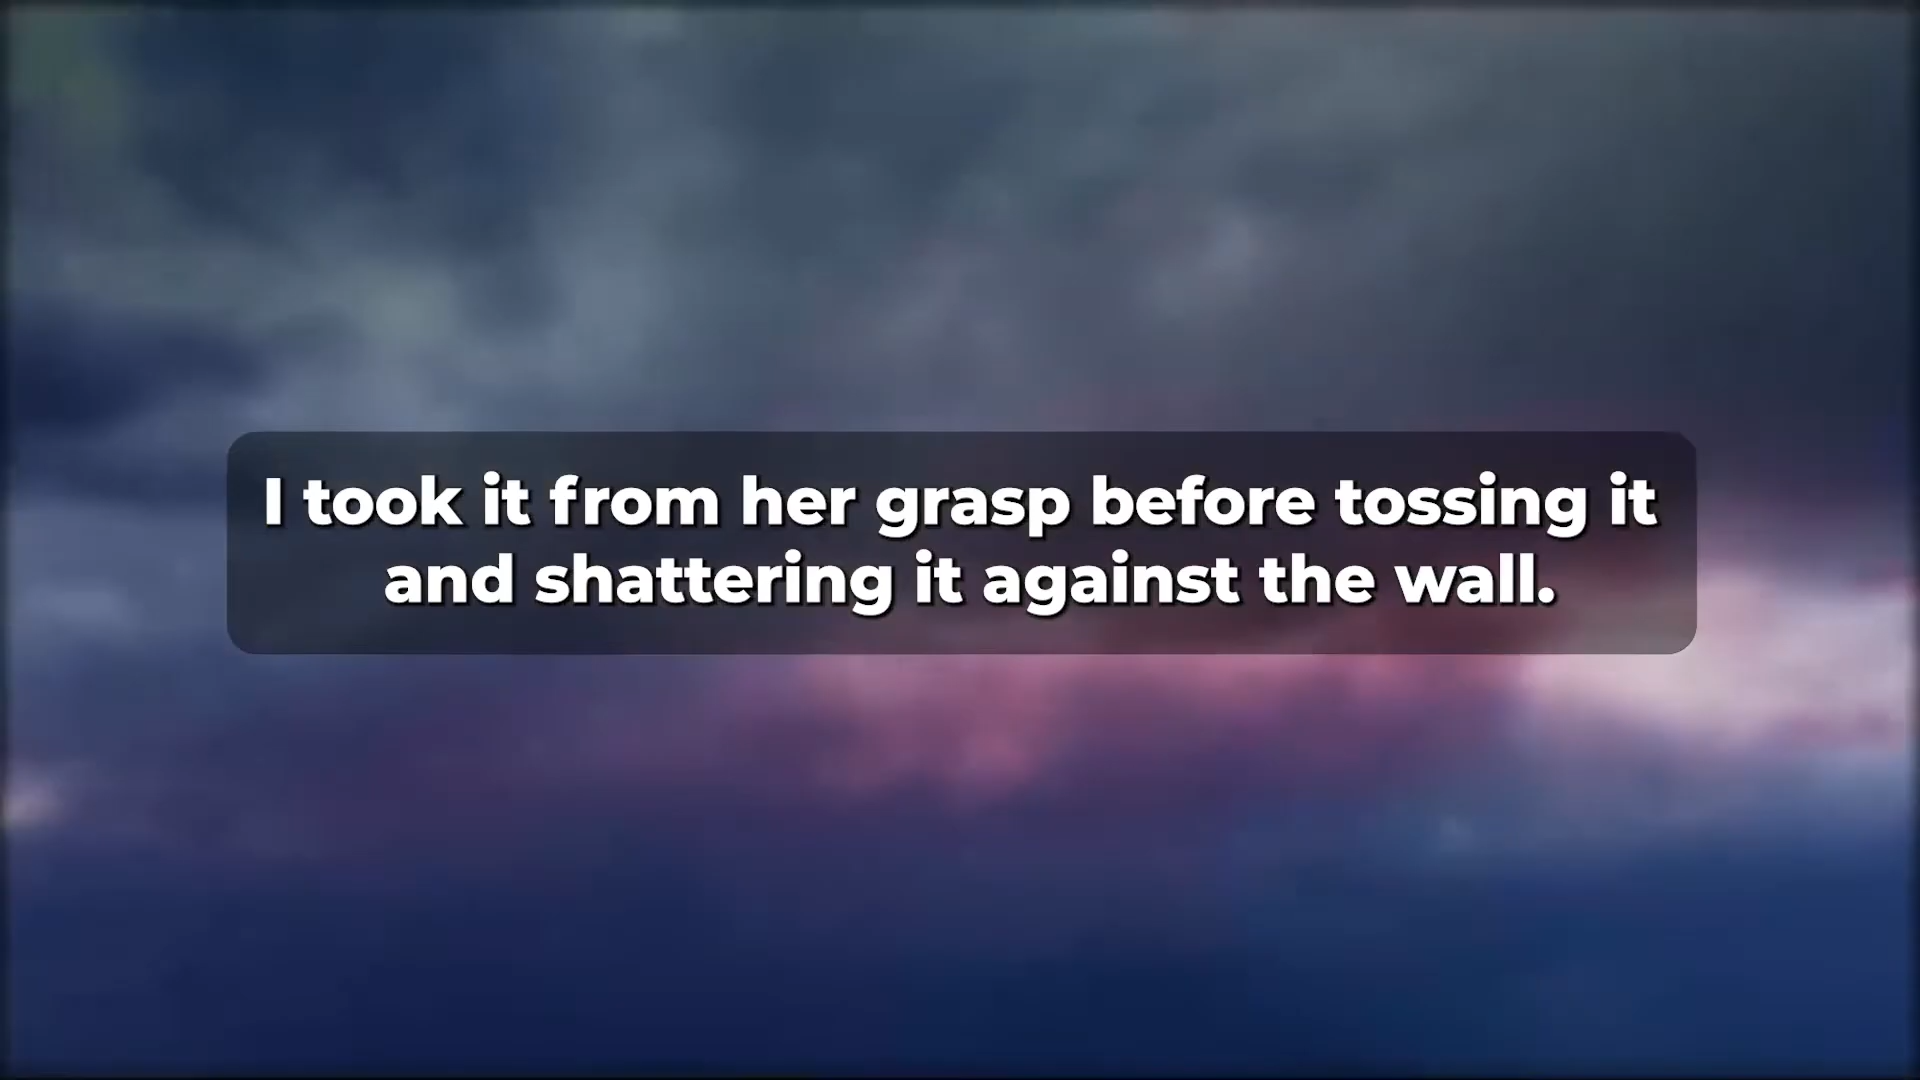 I took it from her grasp before tossing it
and shattering it against the wall.